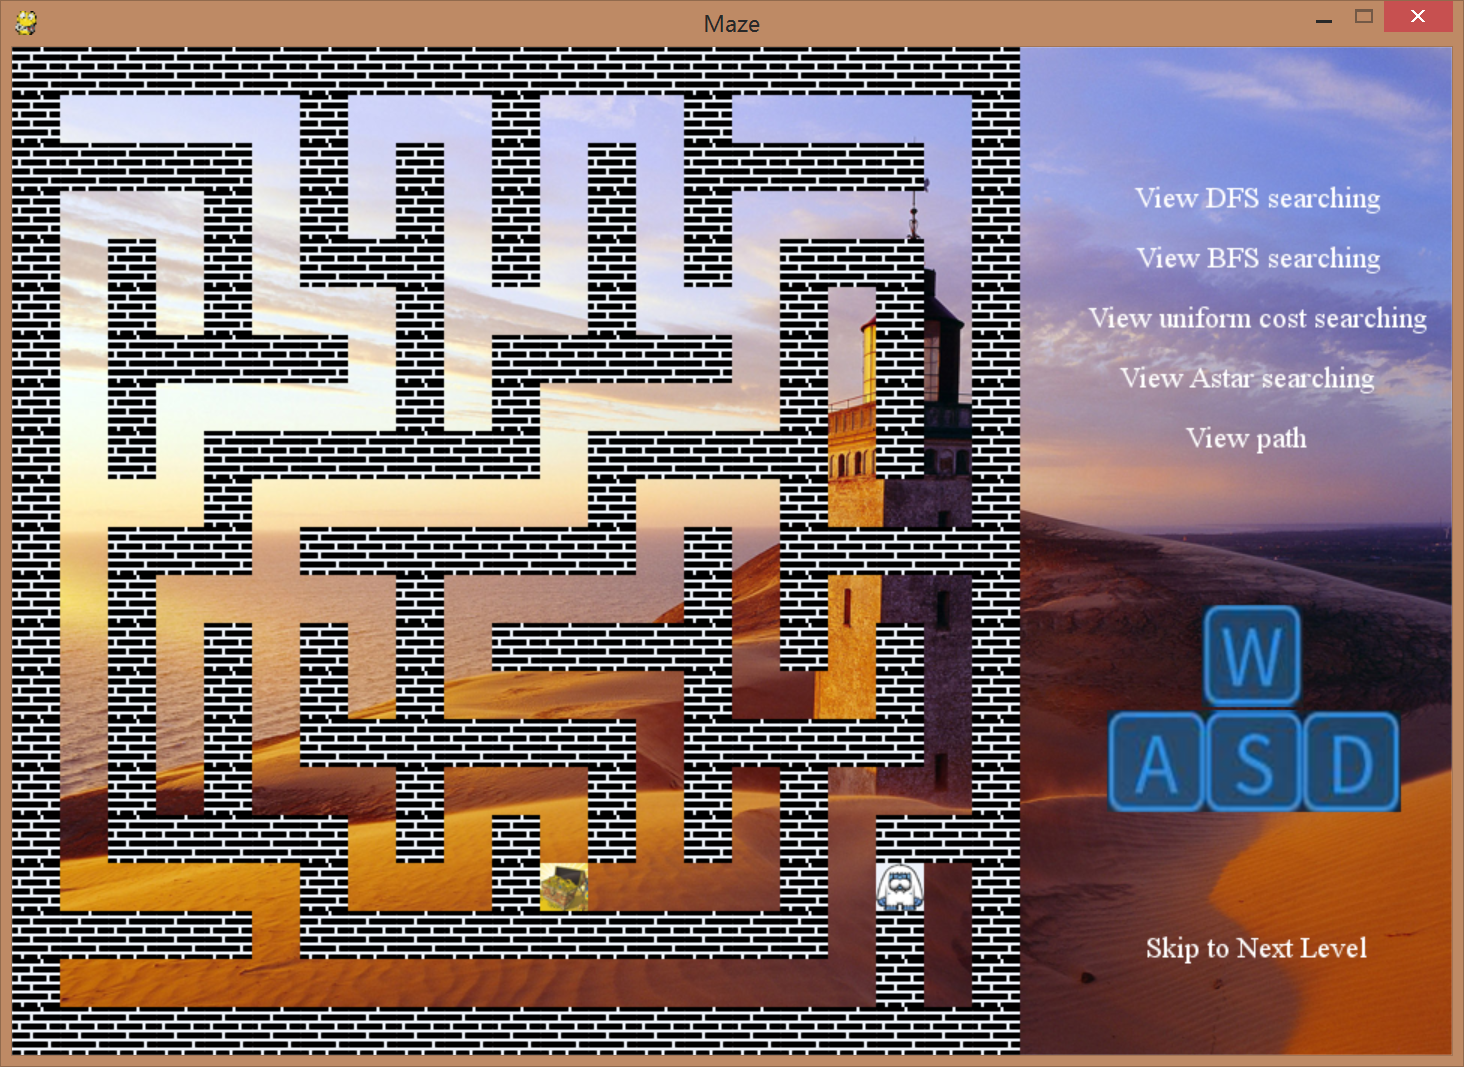 Maze
View DFS searching
View BFS searching
View uniform cost searching
View Astar searching
View path
W
A S D
Skip to Next Level